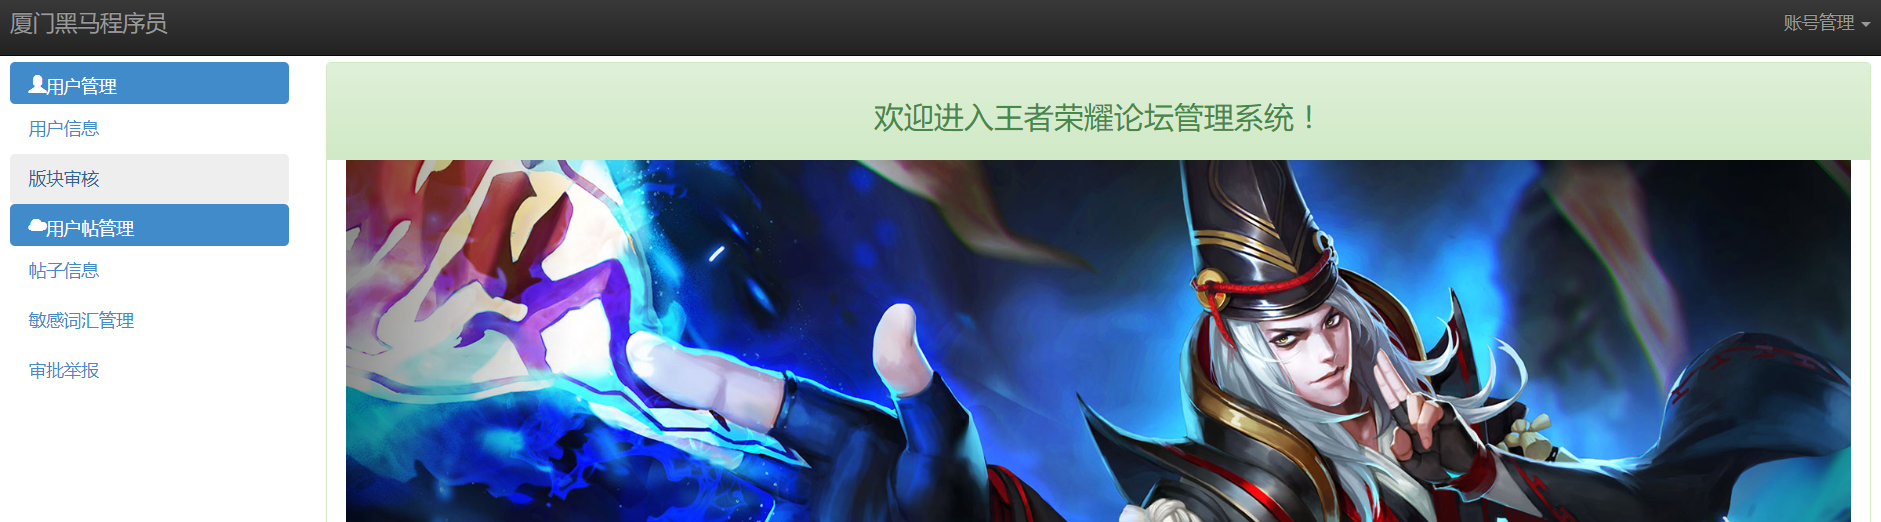 厦门黑马程序员
账号管理
用户管理
用户信息
版块审核
用户帖管理
帖子信息
敏感词汇管理
审批举报
欢迎进入王者荣耀论坛管理系统！